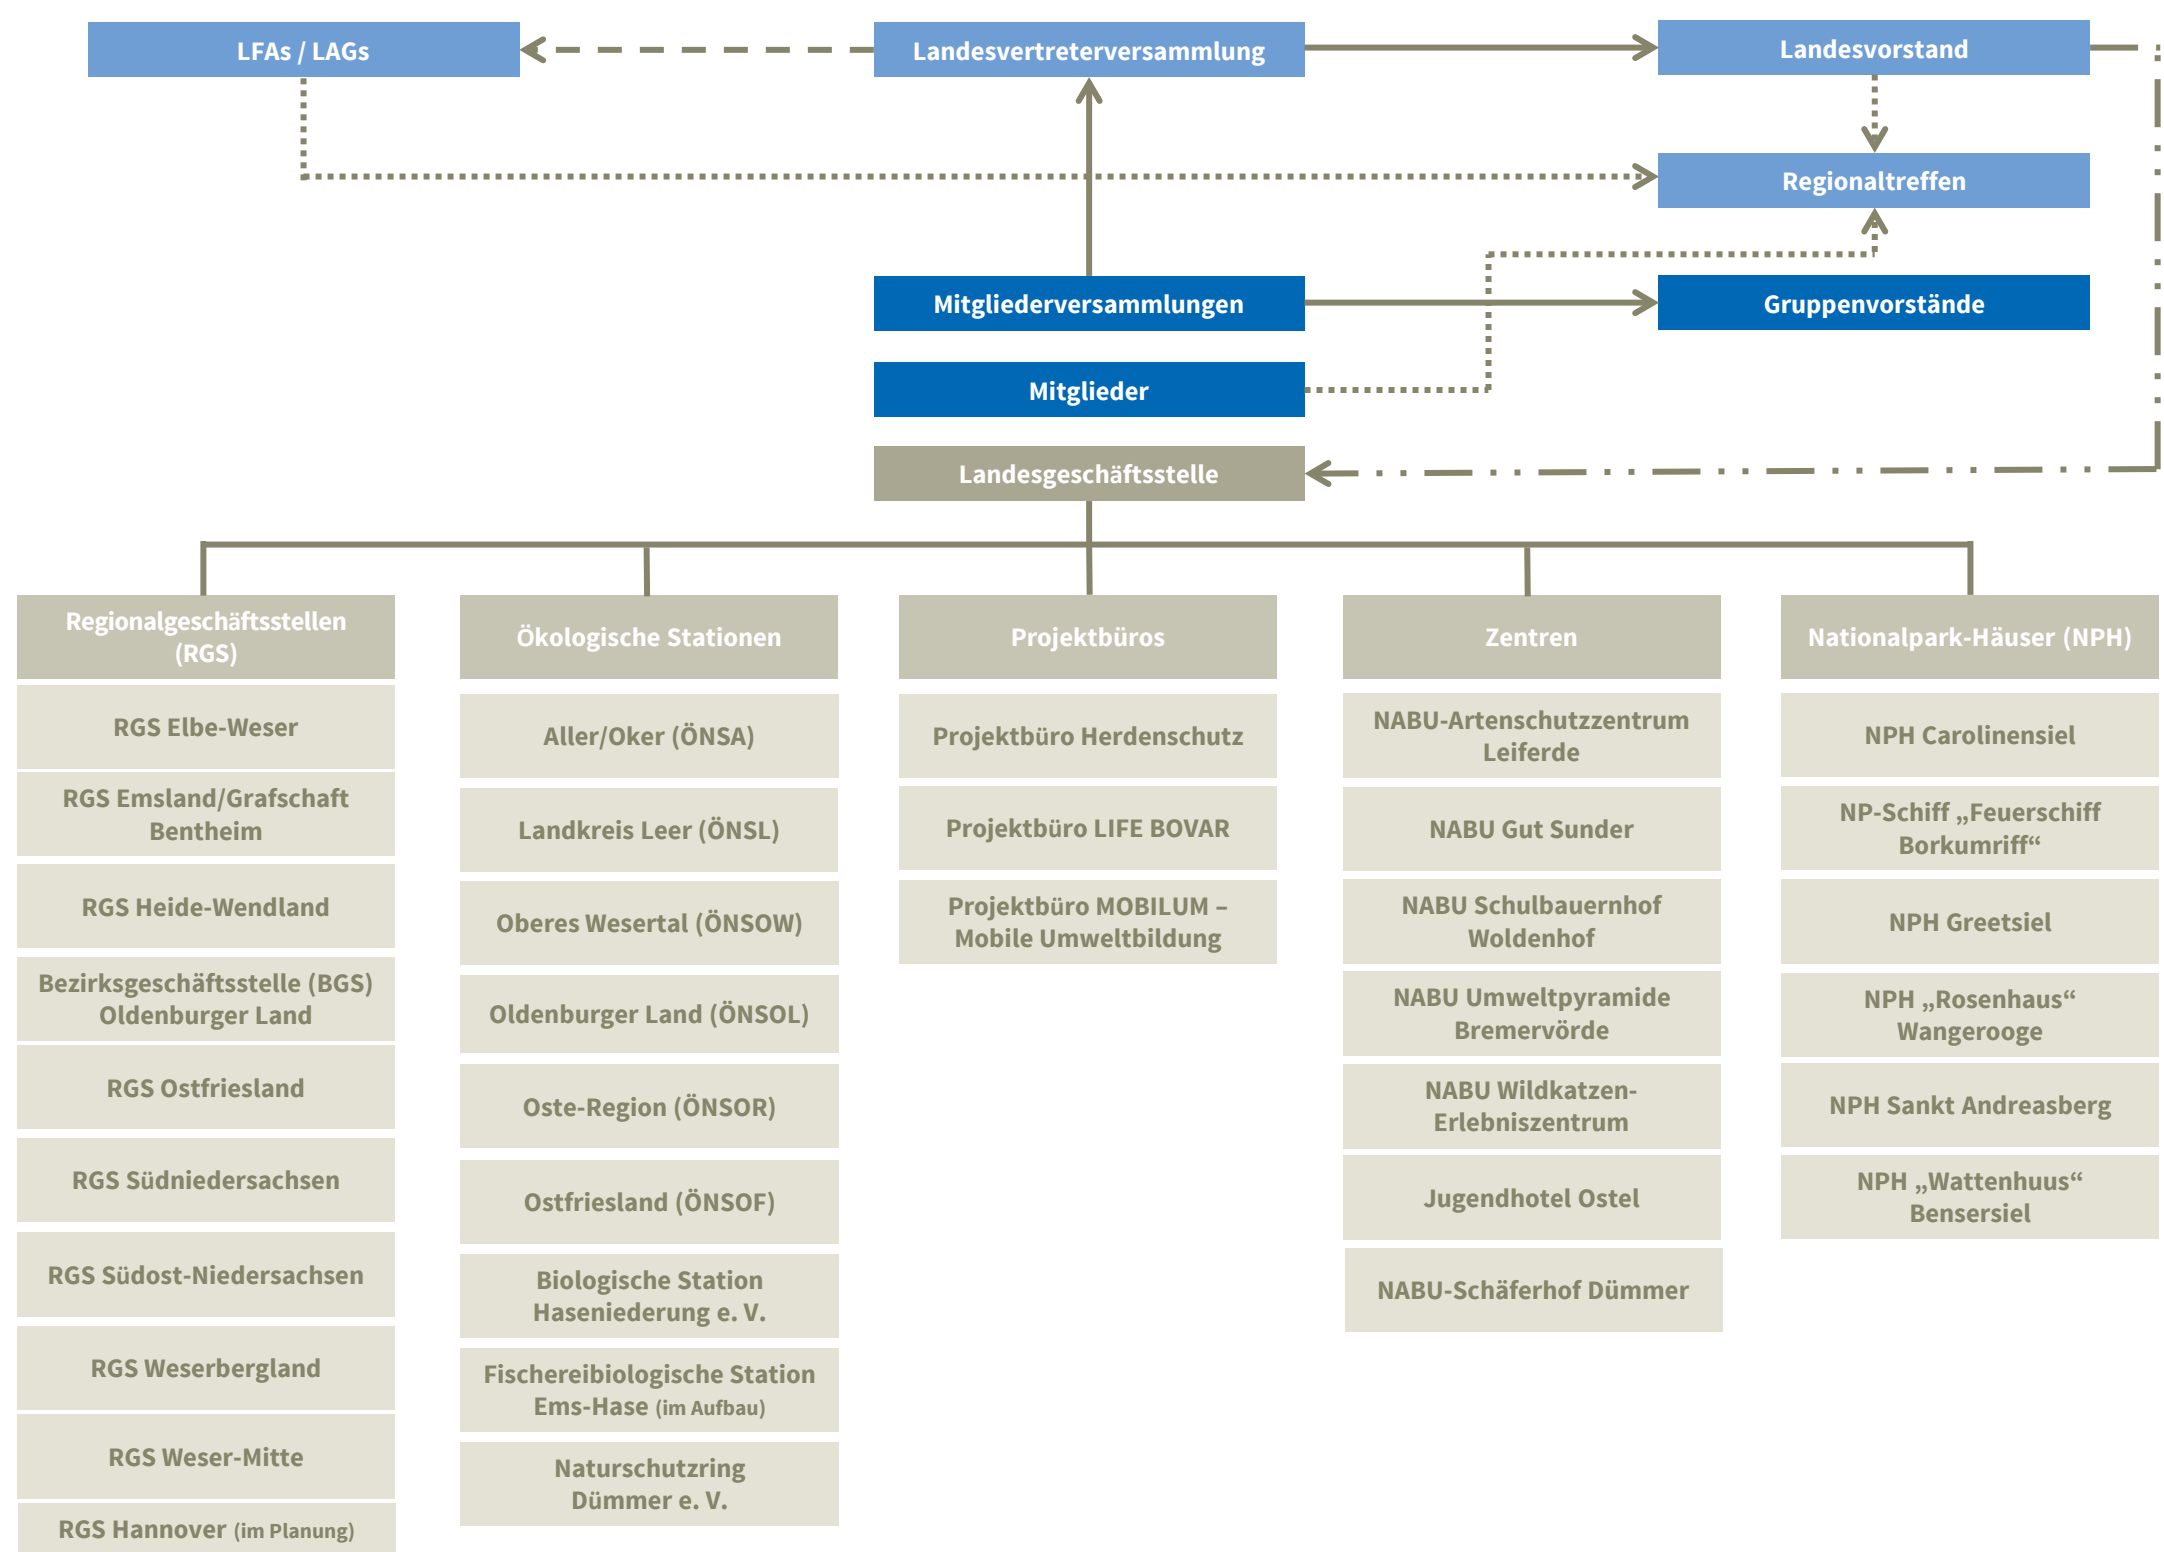 LFAs / LAGs
Landesvertreterversammlung
Landesvorstand
Regionaltreffen
Mitgliederversammlungen
Gruppenvorstände
Mitglieder
Landesgeschäftsstelle
Regionalgeschäftsstellen
(RGS)
RGS Elbe-Weser
RGS Emsland/Grafschaft
Bentheim
RGS Heide-Wendland
Bezirksgeschäftsstelle (BGS)
Oldenburger Land
RGS Ostfriesland
RGS Südniedersachsen
RGS Südost-Niedersachsen
RGS Weserbergland
RGS Weser-Mitte
RGS Hannover (im Planung)
Ökologische Stationen
Aller/Oker (ÖNSA)
Landkreis Leer (ÖNSL)
Oberes Wesertal (ÖNSOW)
Oldenburger Land (ÖNSOL)
Oste-Region (ÖNSOR)
Ostfriesland (ÖNSOF)
Biologische Station
Haseniederung e. V.
Fischereibiologische Station
Ems-Hase (im Aufbau)
Naturschutzring
Dümmer e. V.
Projektbüros
Projektbüro Herdenschutz
Projektbüro LIFE BOVAR
Projektbüro MOBILUM –
Mobile Umweltbildung
Zentren
NABU-Artenschutzzentrum
Leiferde
NABU Gut Sunder
NABU Schulbauernhof
Woldenhof
NABU Umweltpyramide
Bremervörde
NABU Wildkatzen-
Erlebniszentrum
Jugendhotel Ostel
NABU-Schäferhof Dümmer
Nationalpark-Häuser (NPH)
NPH Carolinensiel
NP-Schiff „Feuerschiff
Borkumriff“
NPH Greetsiel
NPH „Rosenhaus“
Wangerooge
NPH Sankt Andreasberg
NPH „Wattenhuus“
Bensersiel